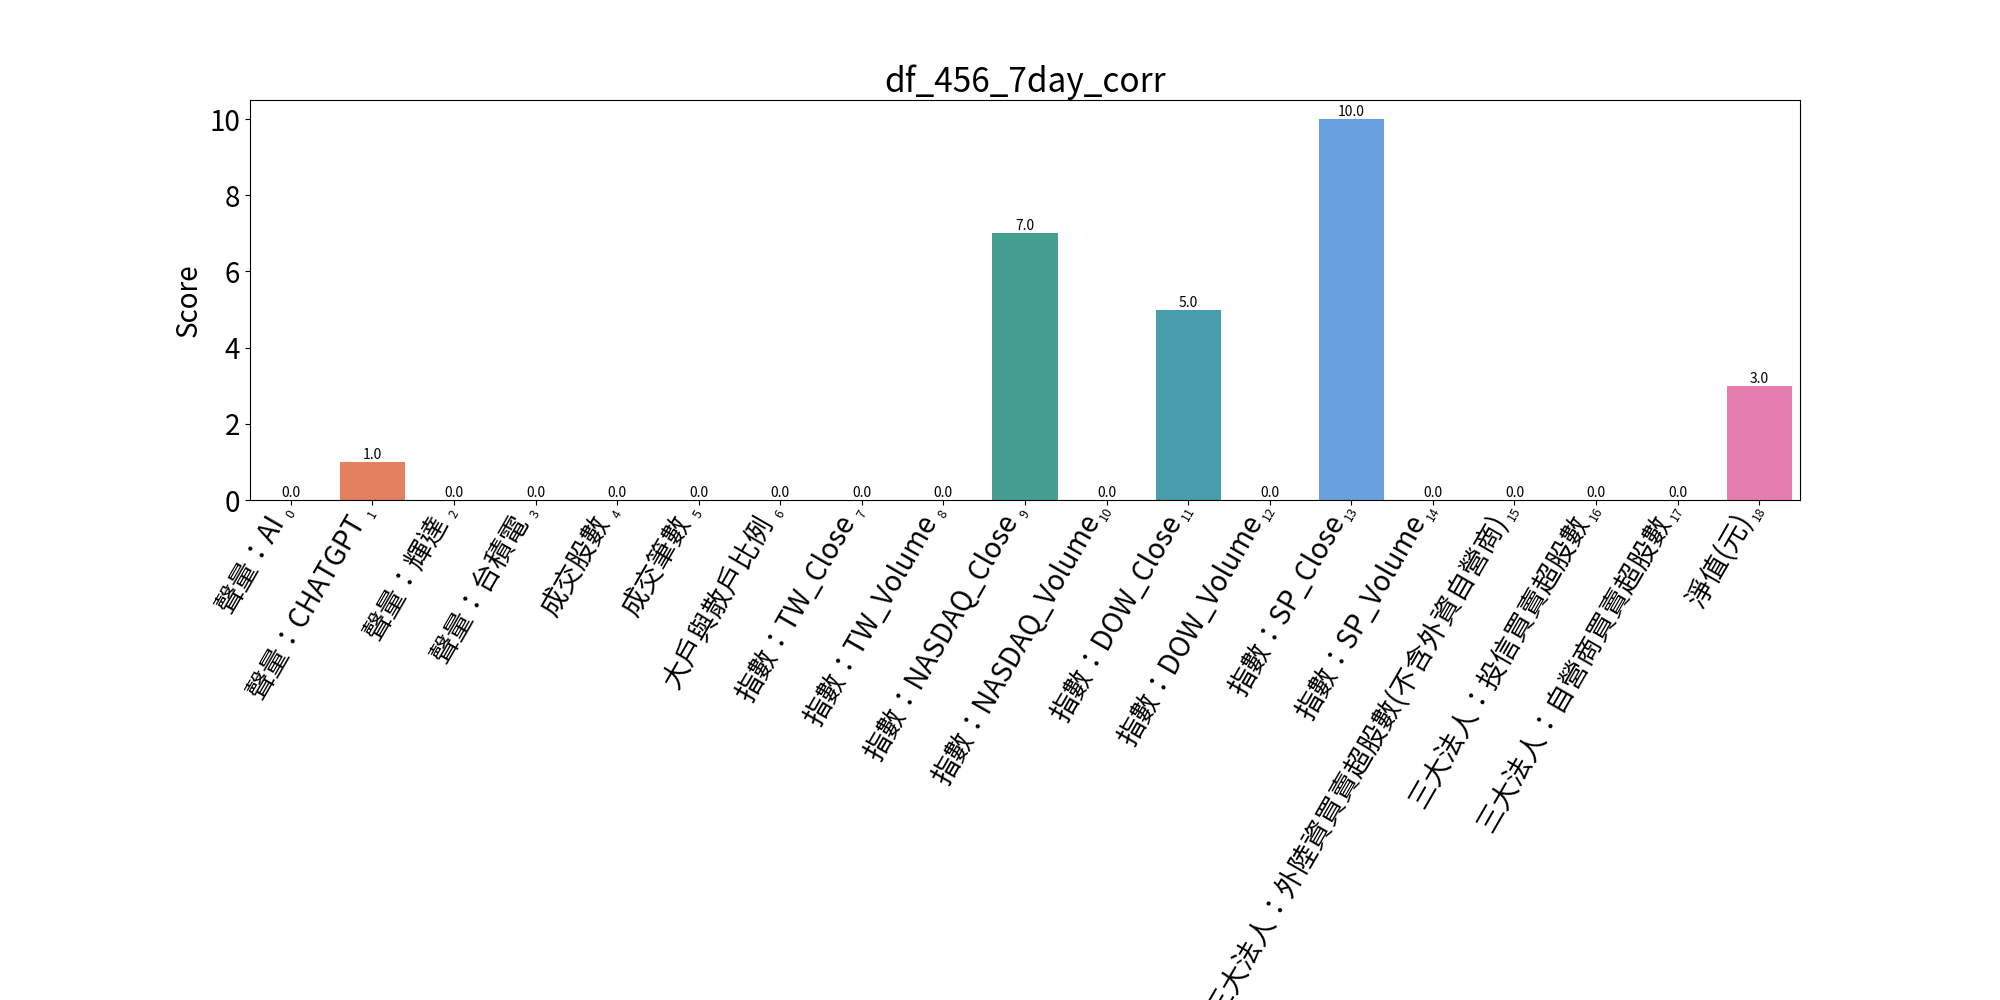 df_456_7day_corr
Score
10
8
6
4
2
0
0.0
1.0
0.0
0.0
0.0
0.0
0.0
0.0
0.0
7.0
0.0
5.0
0.0
10.0
0.0
0.0
0.0
0.0
3.0
聲量：AI
聲量：CHATGPT
聲量：輝達
聲量：台積電
成交股數
成交筆數
大戶與散戶比例
指數：TW_Close
指數：TW_Volume
指數：NASDAQ_Close
指數：NASDAQ_Volume
指數：DOW_Close
指數：DOW_Volume
指數：SP_Close
指數：SP_Volume
三大法人：外陸資買賣超股數(不含外資自營商)
三大法人：投信買賣超股數
三大法人：自營商買賣超股數
淨值(元)
0
1
2
3
4
5
6
7
8
9
10
11
12
13
14
15
16
17
18